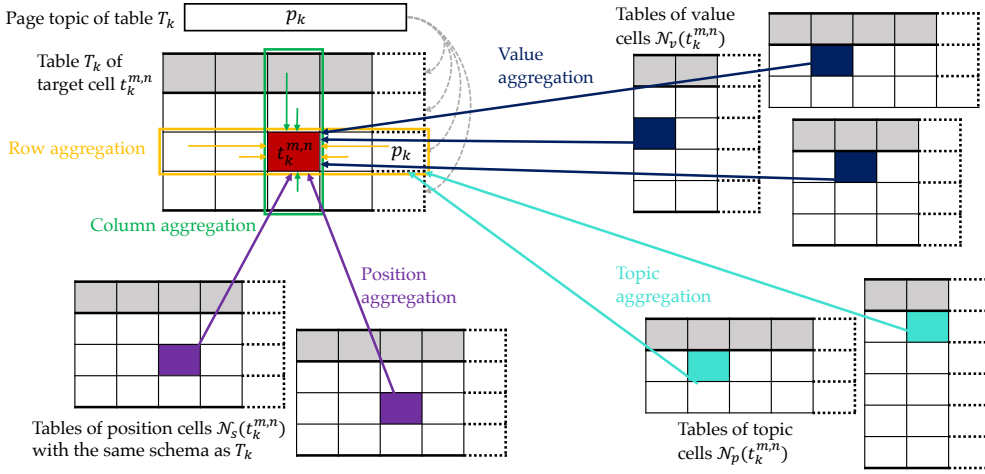 Page topic of table $T_k$
$p_k$
Tables of value
cells $\mathcal{N}_v(t_k^{m,n})$
Table $T_k$ of
target cell $t_k^{m,n}$
Value
aggregation
Row aggregation
$t_k^{m,n}$
$p_k$
Column aggregation
Position
aggregation
Topic
aggregation
Tables of position cells $\mathcal{N}_s(t_k^{m,n})$
with the same schema as $T_k$
Tables of topic
cells $\mathcal{N}_p(t_k^{m,n})$